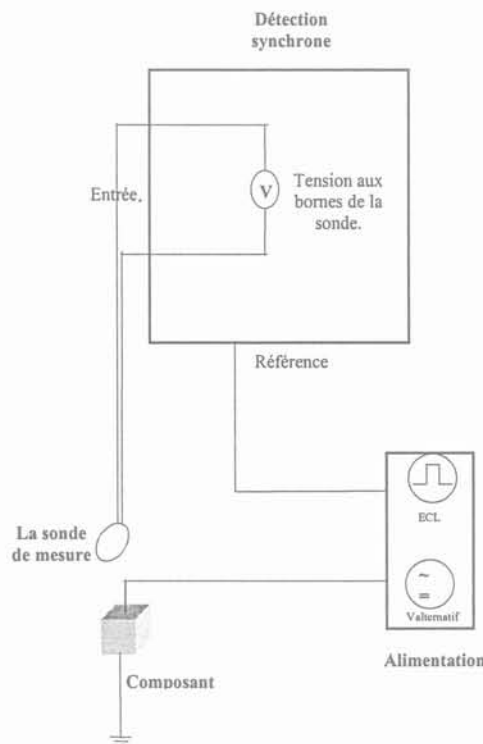 Détection
synchrone
Entrée.
V
Tension aux
bornes de la
sonde.
Référence
ECL
La sonde
de mesure
~
=
Valternatif
Alimentation
Composant